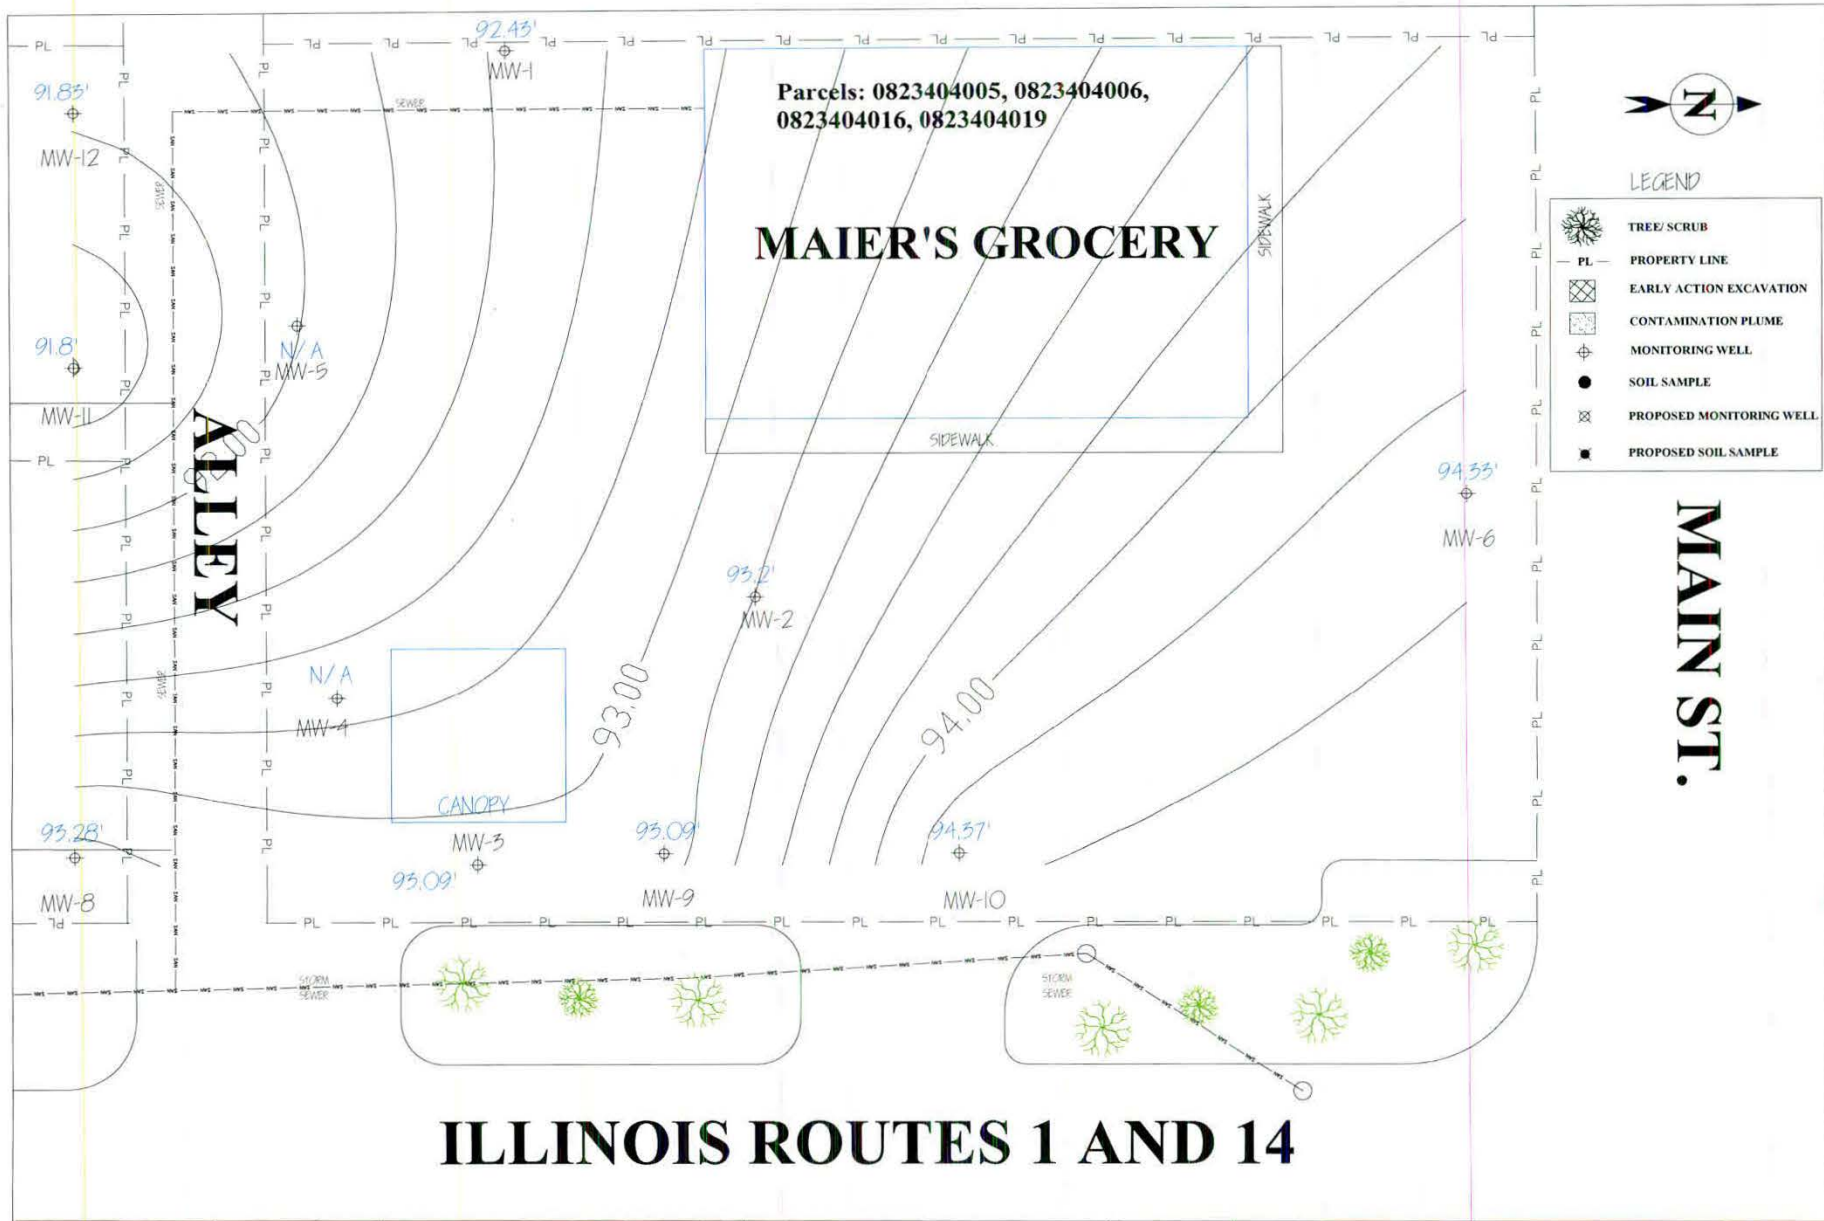 92.43'
MW-1
91.83'
MW-12
SEWER
Parcels: 0823404005, 0823404006,
0823404016, 0823404019
N
LEGEND
TREE/ SCRUB
PL PROPERTY LINE
EARLY ACTION EXCAVATION
CONTAMINATION PLUME
MONITORING WELL
SOIL SAMPLE
PROPOSED MONITORING WELL
PROPOSED SOIL SAMPLE
SEWER
MAIER'S GROCERY
SIDEWALK
91.8'
MW-11
N/A
MW-5
SIDEWALK
92.00
ALLEY
94.33'
MW-6
MAIN ST.
93.2'
MW-2
SEWER
N/A
MW-4
93.00
94.00
CANOPY
93.28'
MW-8
MW-3
93.09'
93.09'
MW-9
94.37'
MW-10
STORM
SEWER
STORM
SEWER
ILLINOIS ROUTES 1 AND 14